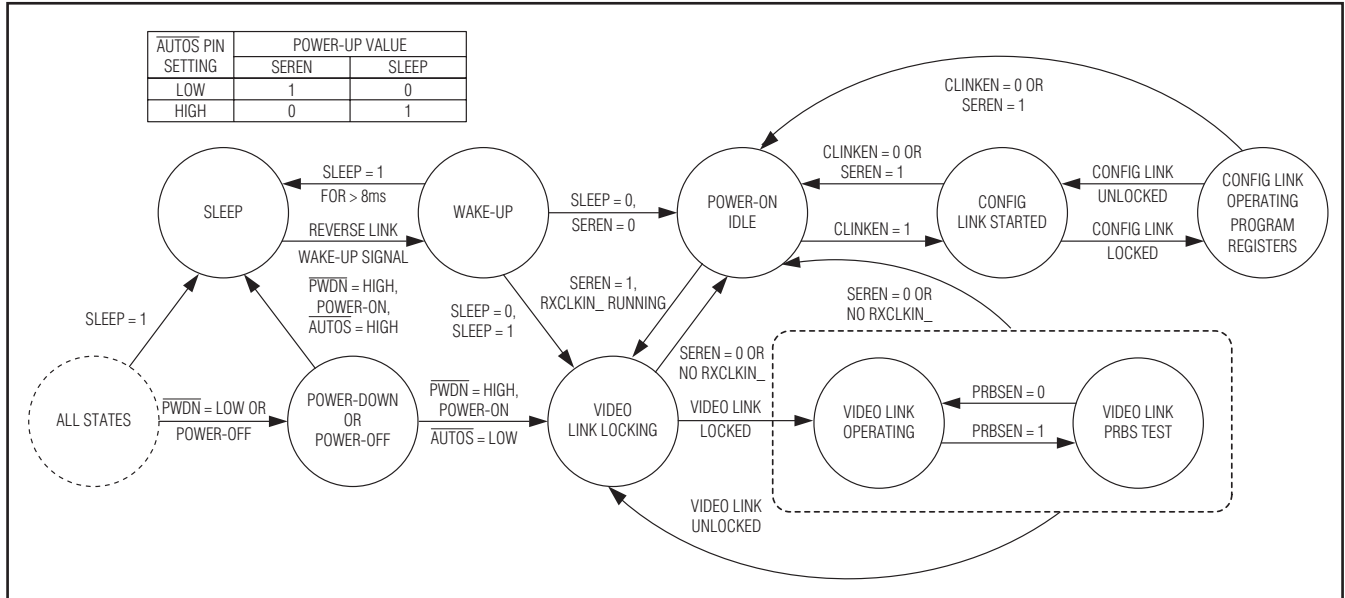 AUTOS PIN
SETTING
POWER-UP VALUE
SEREN
SLEEP
LOW
1
0
HIGH
0
1
CLINKEN = 0 OR
SEREN = 1
SLEEP
SLEEP = 1
FOR > 8ms
REVERSE LINK
WAKE-UP SIGNAL
WAKE-UP
SLEEP = 0,
SEREN = 0
POWER-ON
IDLE
CLINKEN = 0 OR
SEREN = 1
CLINKEN = 1
CONFIG
LINK STARTED
CONFIG LINK
UNLOCKED
CONFIG LINK
LOCKED
CONFIG LINK
OPERATING
PROGRAM
REGISTERS
SLEEP = 1
PWDN = HIGH,
POWER-ON,
AUTOS = HIGH
SLEEP = 0,
SLEEP = 1
SEREN = 1,
RXCLKIN_ RUNNING
SEREN = 0 OR
NO RXCLKIN_
SEREN = 0 OR
NO RXCLKIN_
ALL STATES
PWDN = LOW OR
POWER-OFF
POWER-DOWN
OR
POWER-OFF
PWDN = HIGH,
POWER-ON
AUTOS = LOW
VIDEO
LINK LOCKING
VIDEO LINK
LOCKED
VIDEO LINK
OPERATING
PRBSEN = 0
PRBSEN = 1
VIDEO LINK
PRBS TEST
VIDEO LINK
UNLOCKED